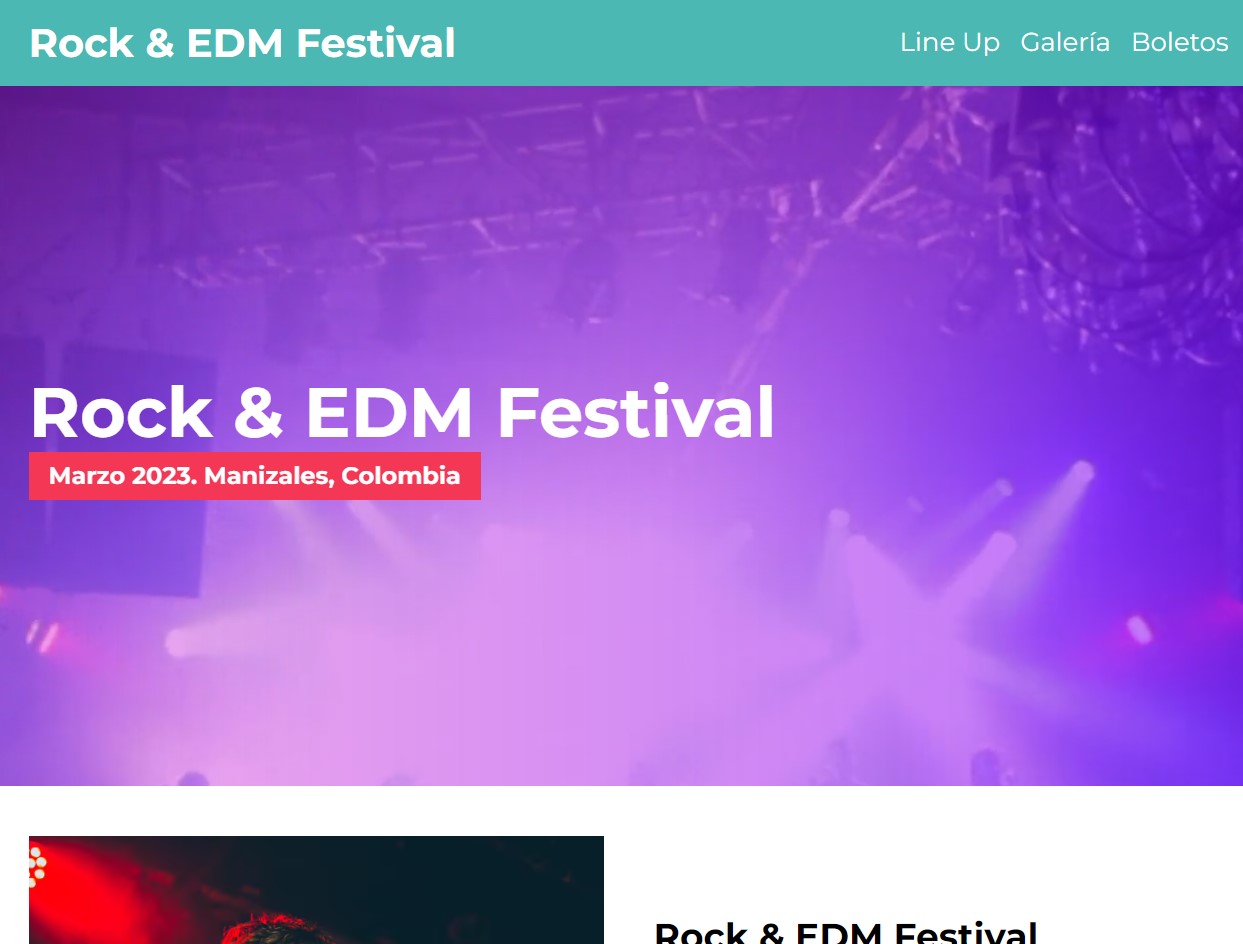 Rock & EDM Festival
Line Up Galería Boletos
Rock & EDM Festival
Marzo 2023. Manizales, Colombia
Rock & EDM Festival